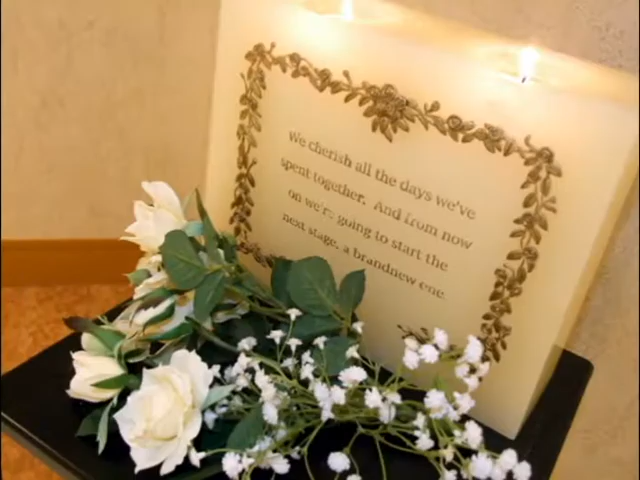 We cherish all the days we've
spent together. And from now
on we're going to start the
next stage, a brandnew one.